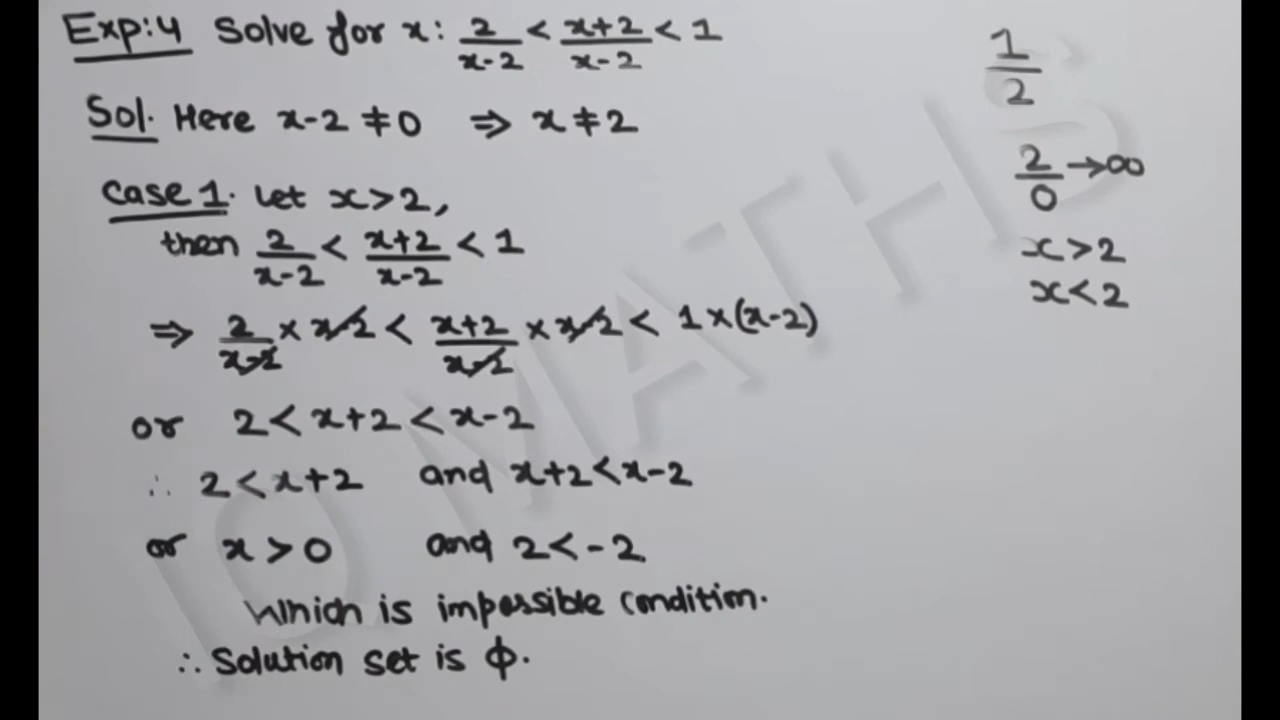 Exp:4 Solve for x: 2/(x-2) < (x+2)/(x-2) < 1
Sol. Here x-2 ≠ 0 ⇒ x ≠ 2
Case 1. Let x > 2,
then 2/(x-2) < (x+2)/(x-2) < 1
⇒ 2/(x-2) × x-2 < (x+2)/(x-2) × x-2 < 1 × (x-2)
or 2 < x+2 < x-2
∴ 2 < x+2 and x+2 < x-2
or x > 0 and 2 < -2
Which is impossible condition.
∴ Solution set is ϕ.
1/2
2/0 → ∞
x > 2
x < 2
IQ MATHS